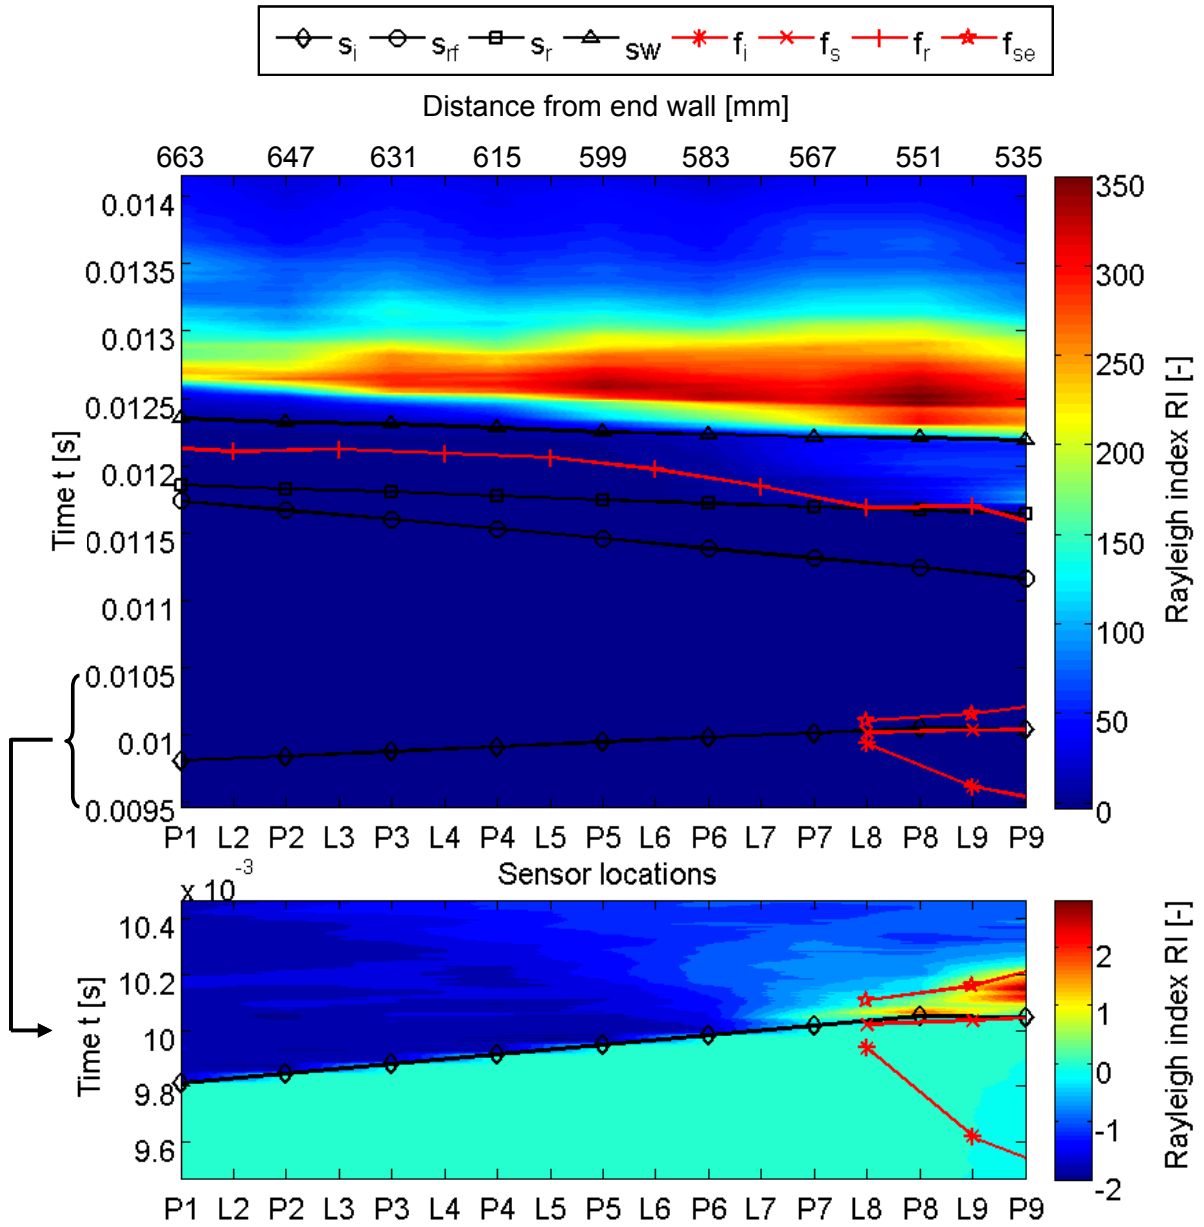 s_i s_rf s_r sw f_i f_s f_r f_se
Distance from end wall [mm]
663 647 631 615 599 583 567 551 535
Time t [s]
0.014
0.0135
0.013
0.0125
0.012
0.0115
0.011
0.0105
0.01
0.0095
350
300
250
200
150
100
50
0
Rayleigh index RI [-]
P1 L2 P2 L3 P3 L4 P4 L5 P5 L6 P6 L7 P7 L8 P8 L9 P9
Sensor locations
x 10^-3
Time t [s]
10.4
10.2
10
9.8
9.6
2
1
0
-1
-2
Rayleigh index RI [-]
P1 L2 P2 L3 P3 L4 P4 L5 P5 L6 P6 L7 P7 L8 P8 L9 P9